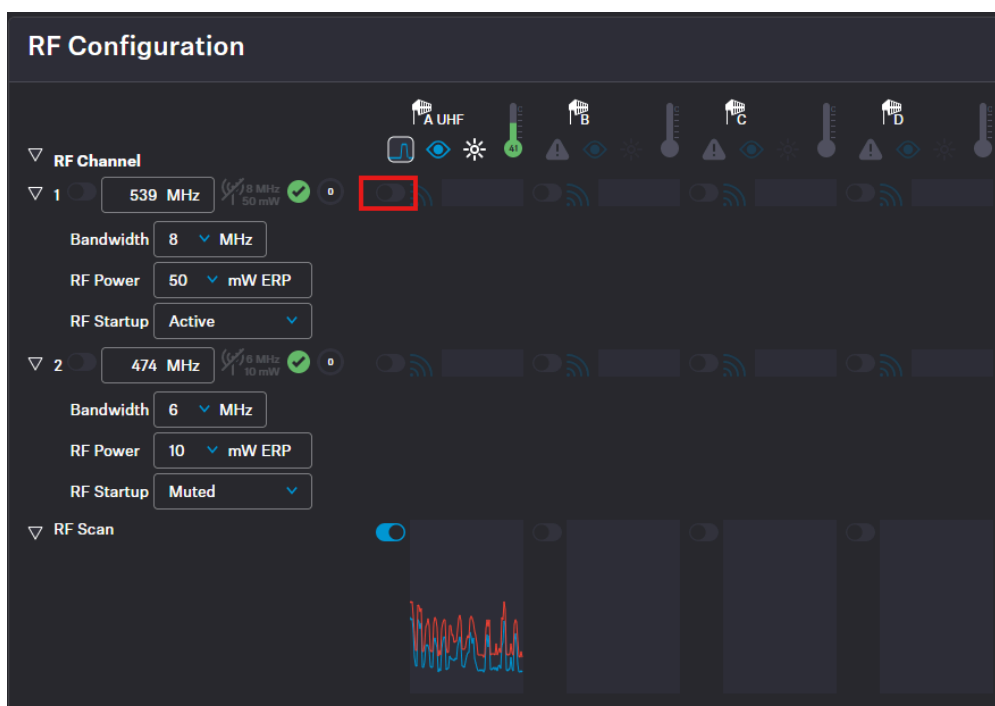 RF Configuration
A UHF
B
C
D
41
RF Channel
1 539 MHz 8 MHz 50 mW 0
Bandwidth 8 MHz
RF Power 50 mW ERP
RF Startup Active
2 474 MHz 6 MHz 10 mW 0
Bandwidth 6 MHz
RF Power 10 mW ERP
RF Startup Muted
RF Scan